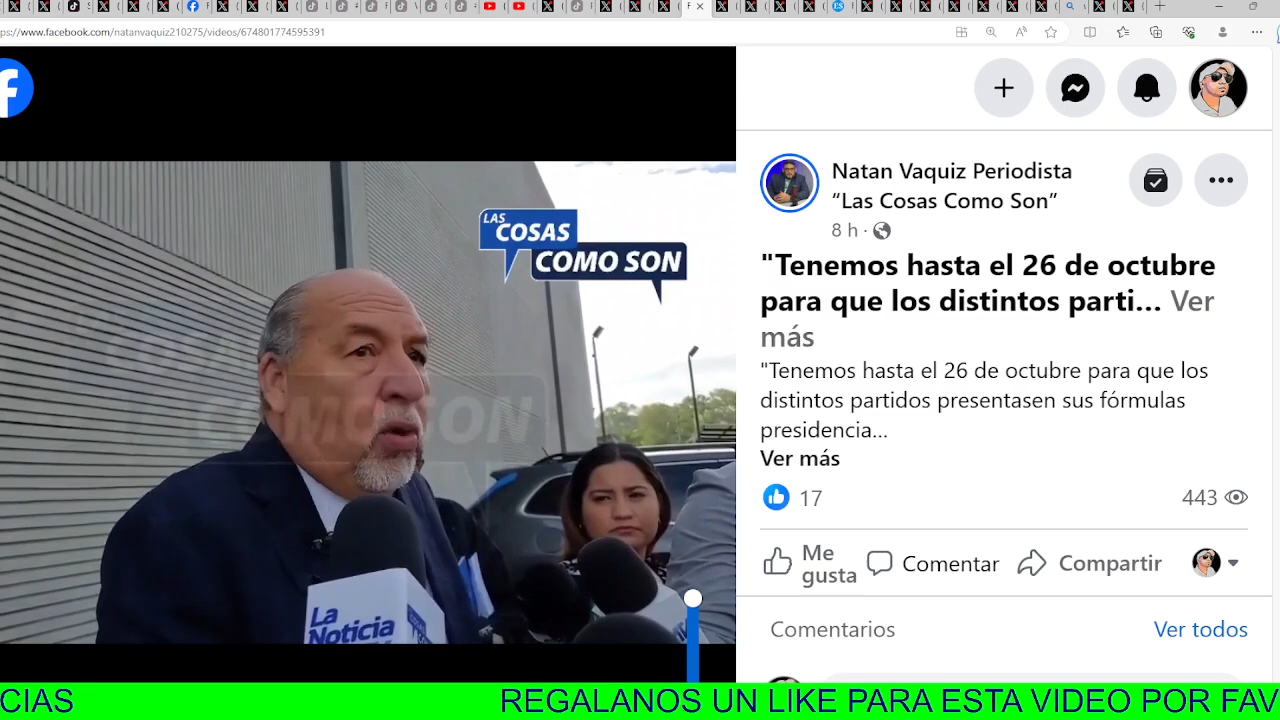 ps://www.facebook.com/natanvaquiz210275/videos/674801774595391
LAS
COSAS
COMO SON
COMO SON
La
Noticia
Natan Vaquiz Periodista
“Las Cosas Como Son”
8 h ·
"Tenemos hasta el 26 de octubre
para que los distintos parti… Ver
más
"Tenemos hasta el 26 de octubre para que los
distintos partidos presentasen sus fórmulas
presidencia...
Ver más
17
443
Me
gusta
Comentar
Compartir
Comentarios
Ver todos
CIAS REGALANOS UN LIKE PARA ESTA VIDEO POR FAV